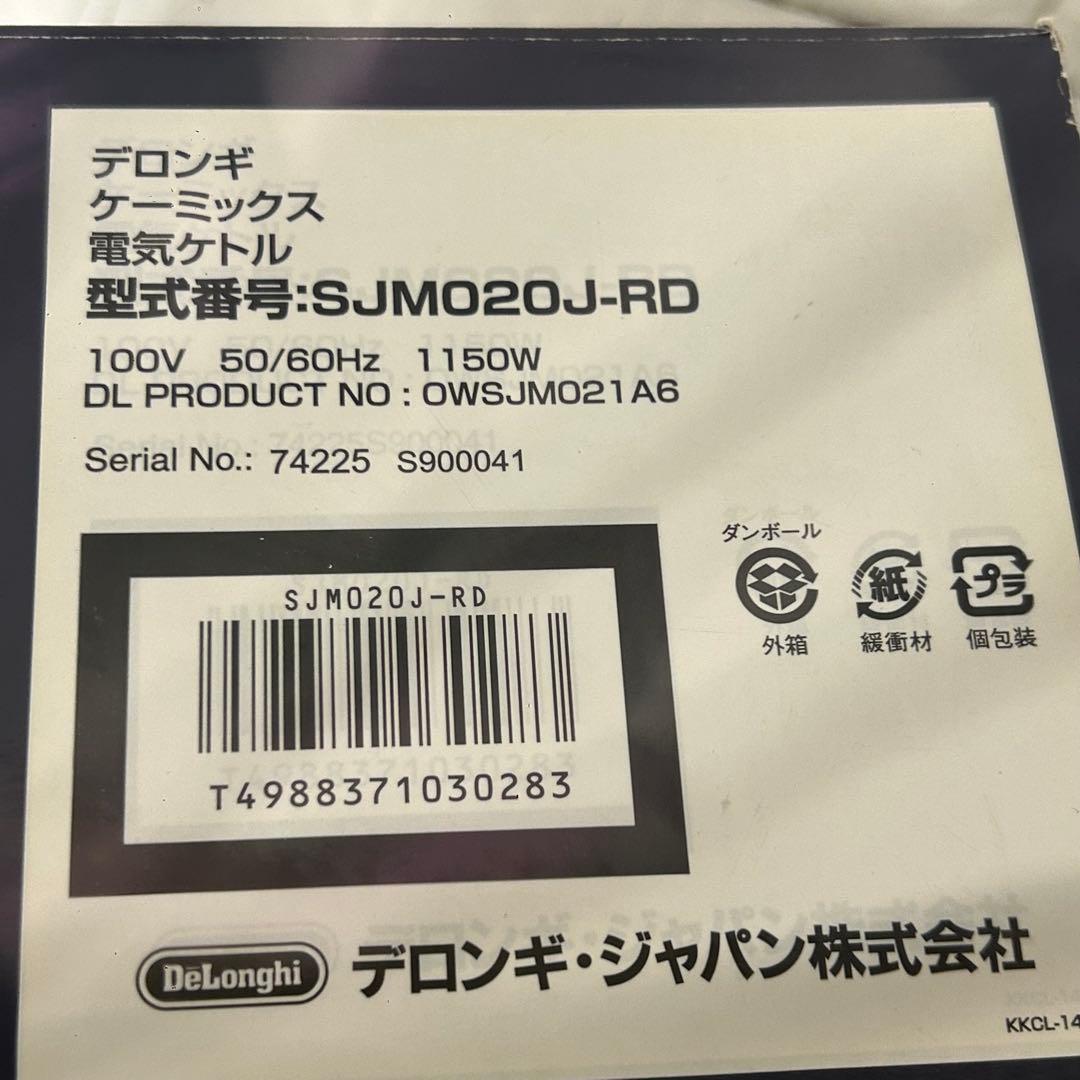 デロンギ
ケーミックス
電気ケトル
型式番号:SJM020J-RD
100V 50/60Hz 1150W
DL PRODUCT NO : 0WSJM021A6
Serial No.: 74225 S900041
SJM020J-RD
T4988371030283
ダンボール
外箱
紙
緩衝材
プラ
個包装
DeLonghi デロンギ・ジャパン株式会社
KKCL-14